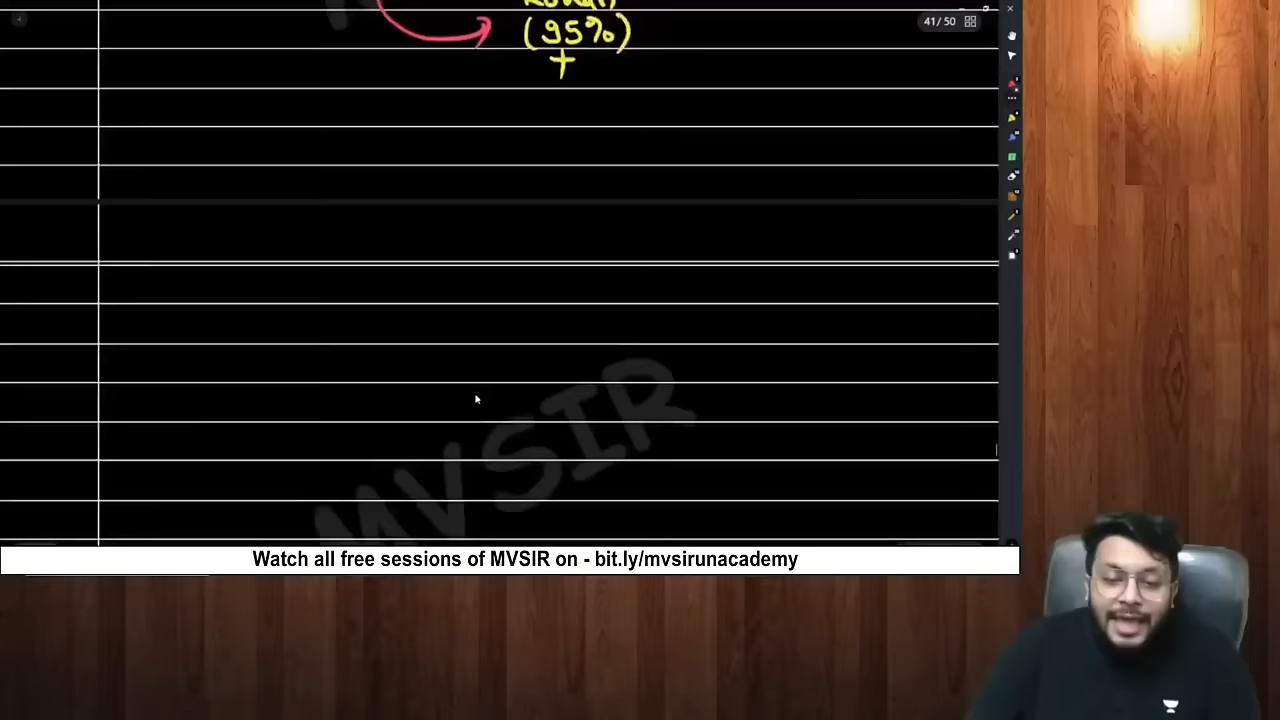 41/50
(95%)
+
MVSIR
Watch all free sessions of MVSIR on - bit.ly/mvsirunacademy